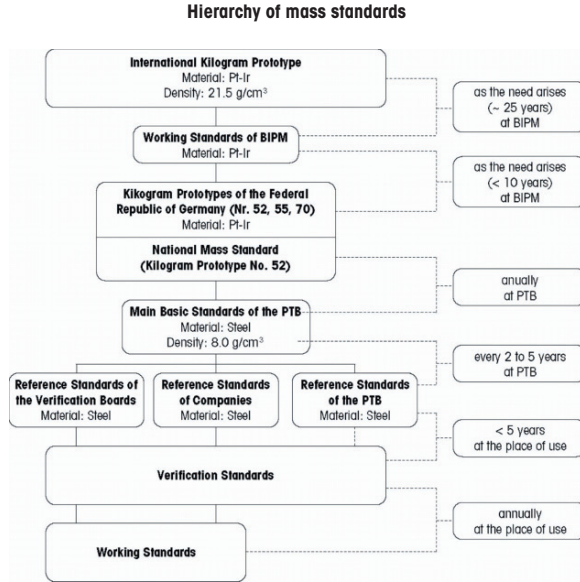 Hierarchy of mass standards
International Kilogram Prototype
Material: Pt-Ir
Density: 21.5 g/cm³
as the need arises
(~ 25 years)
at BIPM
Working Standards of BIPM
Material: Pt-Ir
as the need arises
(< 10 years)
at BIPM
Kikogram Prototypes of the Federal
Republic of Germany (Nr. 52, 55, 70)
Material: Pt-Ir
National Mass Standard
(Kilogram Prototype No. 52)
anually
at PTB
Main Basic Standards of the PTB
Material: Steel
Density: 8.0 g/cm³
every 2 to 5 years
at PTB
Reference Standards of
the Verification Boards
Material: Steel
Reference Standards
of Companies
Material: Steel
Reference Standards
of the PTB
Material: Steel
< 5 years
at the place of use
Verification Standards
annually
at the place of use
Working Standards